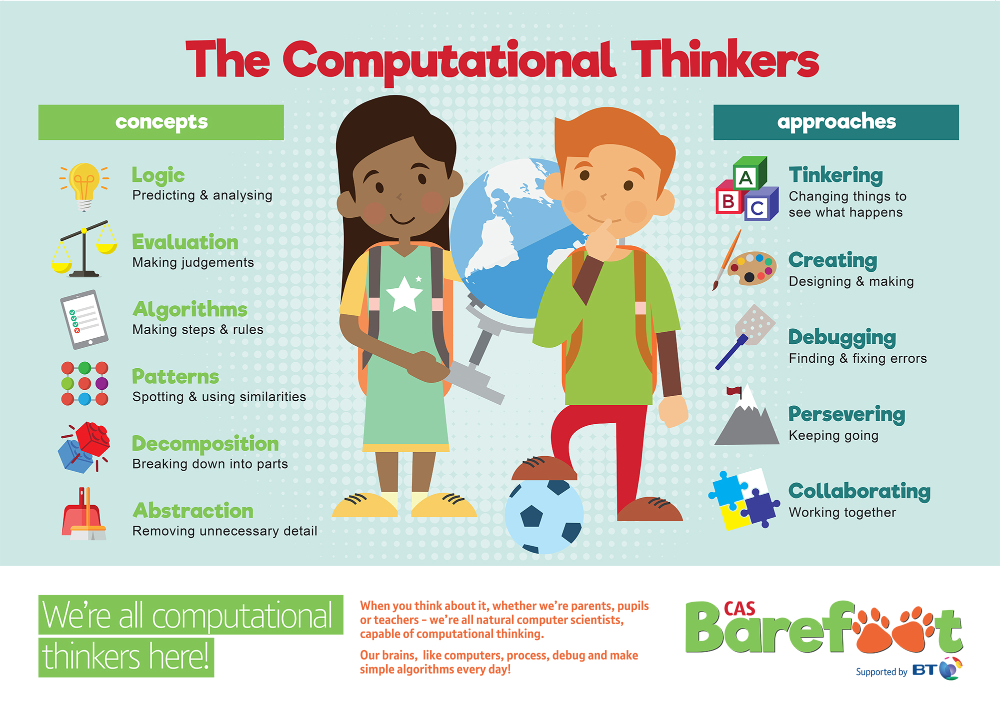 The Computational Thinkers
concepts
Logic
Predicting & analysing
Evaluation
Making judgements
Algorithms
Making steps & rules
Patterns
Spotting & using similarities
Decomposition
Breaking down into parts
Abstraction
Removing unnecessary detail
approaches
A
B
C
Tinkering
Changing things to
see what happens
Creating
Designing & making
Debugging
Finding & fixing errors
Persevering
Keeping going
Collaborating
Working together
We're all computational
thinkers here!
When you think about it, whether we're parents, pupils
or teachers – we're all natural computer scientists,
capable of computational thinking.
Our brains, like computers, process, debug and make
simple algorithms every day!
CAS
Barefoot
Supported by BT